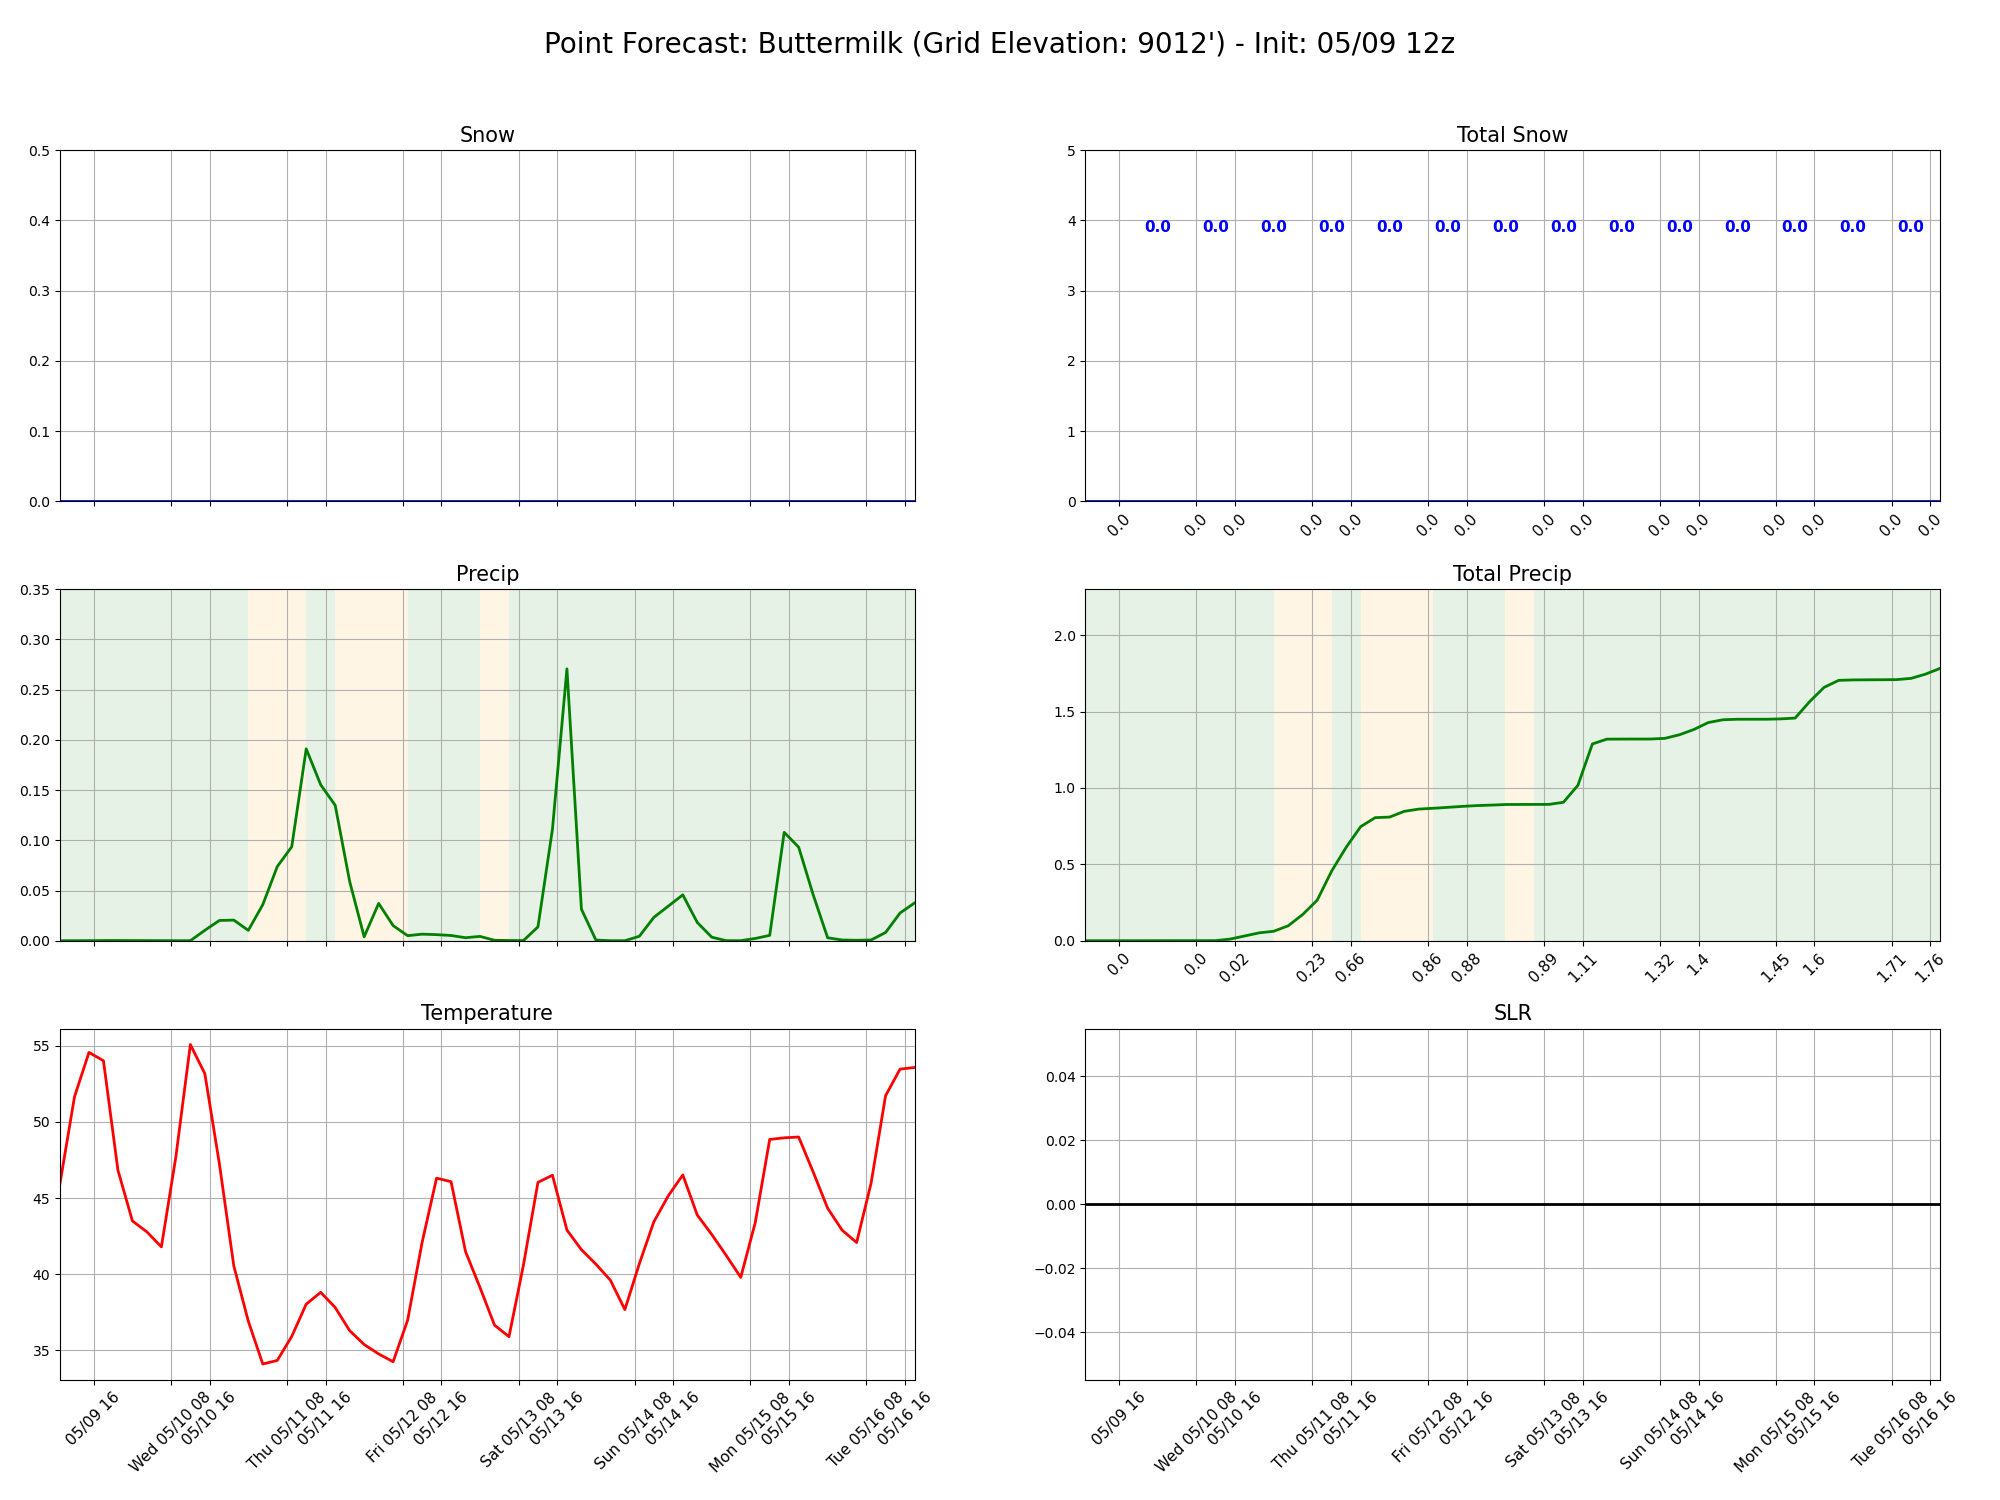 Point Forecast: Buttermilk (Grid Elevation: 9012') - Init: 05/09 12z
Snow
0.5
0.4
0.3
0.2
0.1
0.0
Total Snow
5
4
3
2
1
0
0.0 0.0 0.0 0.0 0.0 0.0 0.0 0.0 0.0 0.0 0.0 0.0 0.0 0.0
0.0 0.0 0.0 0.0 0.0 0.0 0.0 0.0 0.0 0.0 0.0 0.0 0.0 0.0 0.0
Precip
0.35
0.30
0.25
0.20
0.15
0.10
0.05
0.00
Total Precip
2.0
1.5
1.0
0.5
0.0
0.0 0.0 0.02 0.23 0.66 0.86 0.88 0.89 1.11 1.32 1.4 1.45 1.6 1.71 1.76
Temperature
55
50
45
40
35
05/09 16
Wed 05/10 08
05/10 16
Thu 05/11 08
05/11 16
Fri 05/12 08
05/12 16
Sat 05/13 08
05/13 16
Sun 05/14 08
05/14 16
Mon 05/15 08
05/15 16
Tue 05/16 08
05/16 16
SLR
0.04
0.02
0.00
−0.02
−0.04
05/09 16
Wed 05/10 08
05/10 16
Thu 05/11 08
05/11 16
Fri 05/12 08
05/12 16
Sat 05/13 08
05/13 16
Sun 05/14 08
05/14 16
Mon 05/15 08
05/15 16
Tue 05/16 08
05/16 16